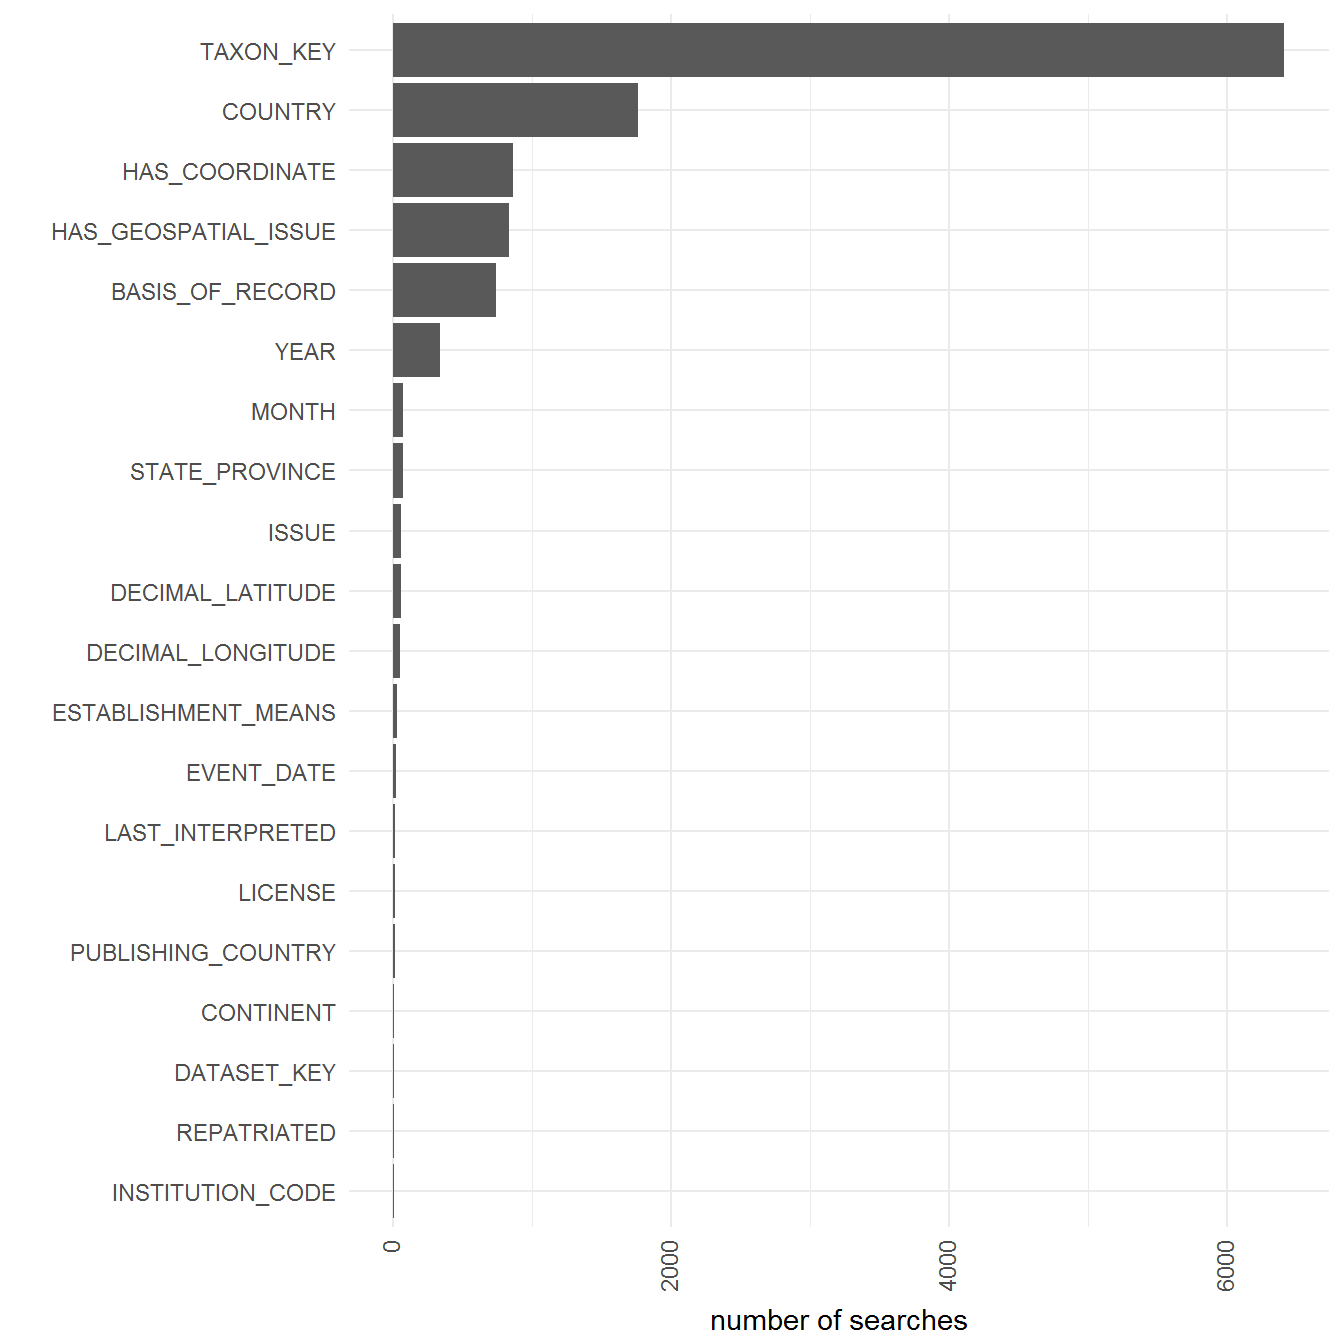 TAXON_KEY
COUNTRY
HAS_COORDINATE
HAS_GEOSPATIAL_ISSUE
BASIS_OF_RECORD
YEAR
MONTH
STATE_PROVINCE
ISSUE
DECIMAL_LATITUDE
DECIMAL_LONGITUDE
ESTABLISHMENT_MEANS
EVENT_DATE
LAST_INTERPRETED
LICENSE
PUBLISHING_COUNTRY
CONTINENT
DATASET_KEY
REPATRIATED
INSTITUTION_CODE
0 2000 4000 6000
number of searches